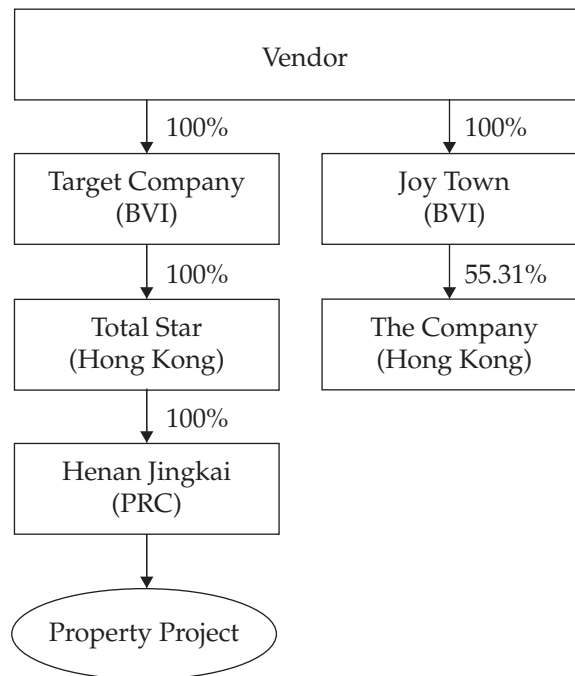 Vendor
100%
100%
Target Company
(BVI)
Joy Town
(BVI)
100%
55.31%
Total Star
(Hong Kong)
The Company
(Hong Kong)
100%
Henan Jingkai
(PRC)
Property Project